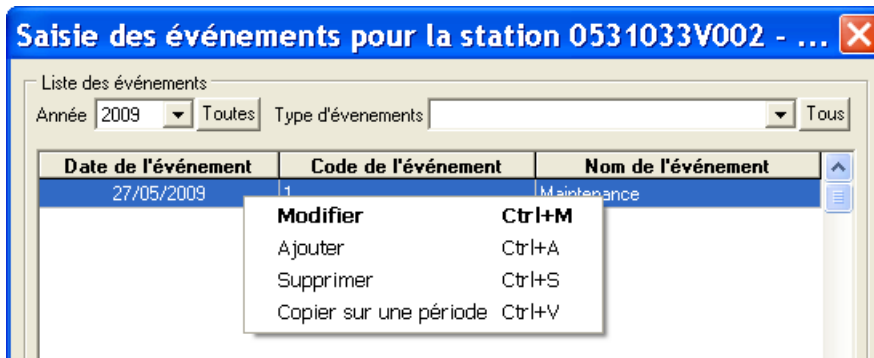 Saisie des événements pour la station 0531033V002 - ...
Liste des événements
Année 2009 Toutes Type d'évenements Tous
Date de l'événement Code de l'événement Nom de l'événement
27/05/2009 1 Maintenance
Modifier Ctrl+M
Ajouter Ctrl+A
Supprimer Ctrl+S
Copier sur une période Ctrl+V